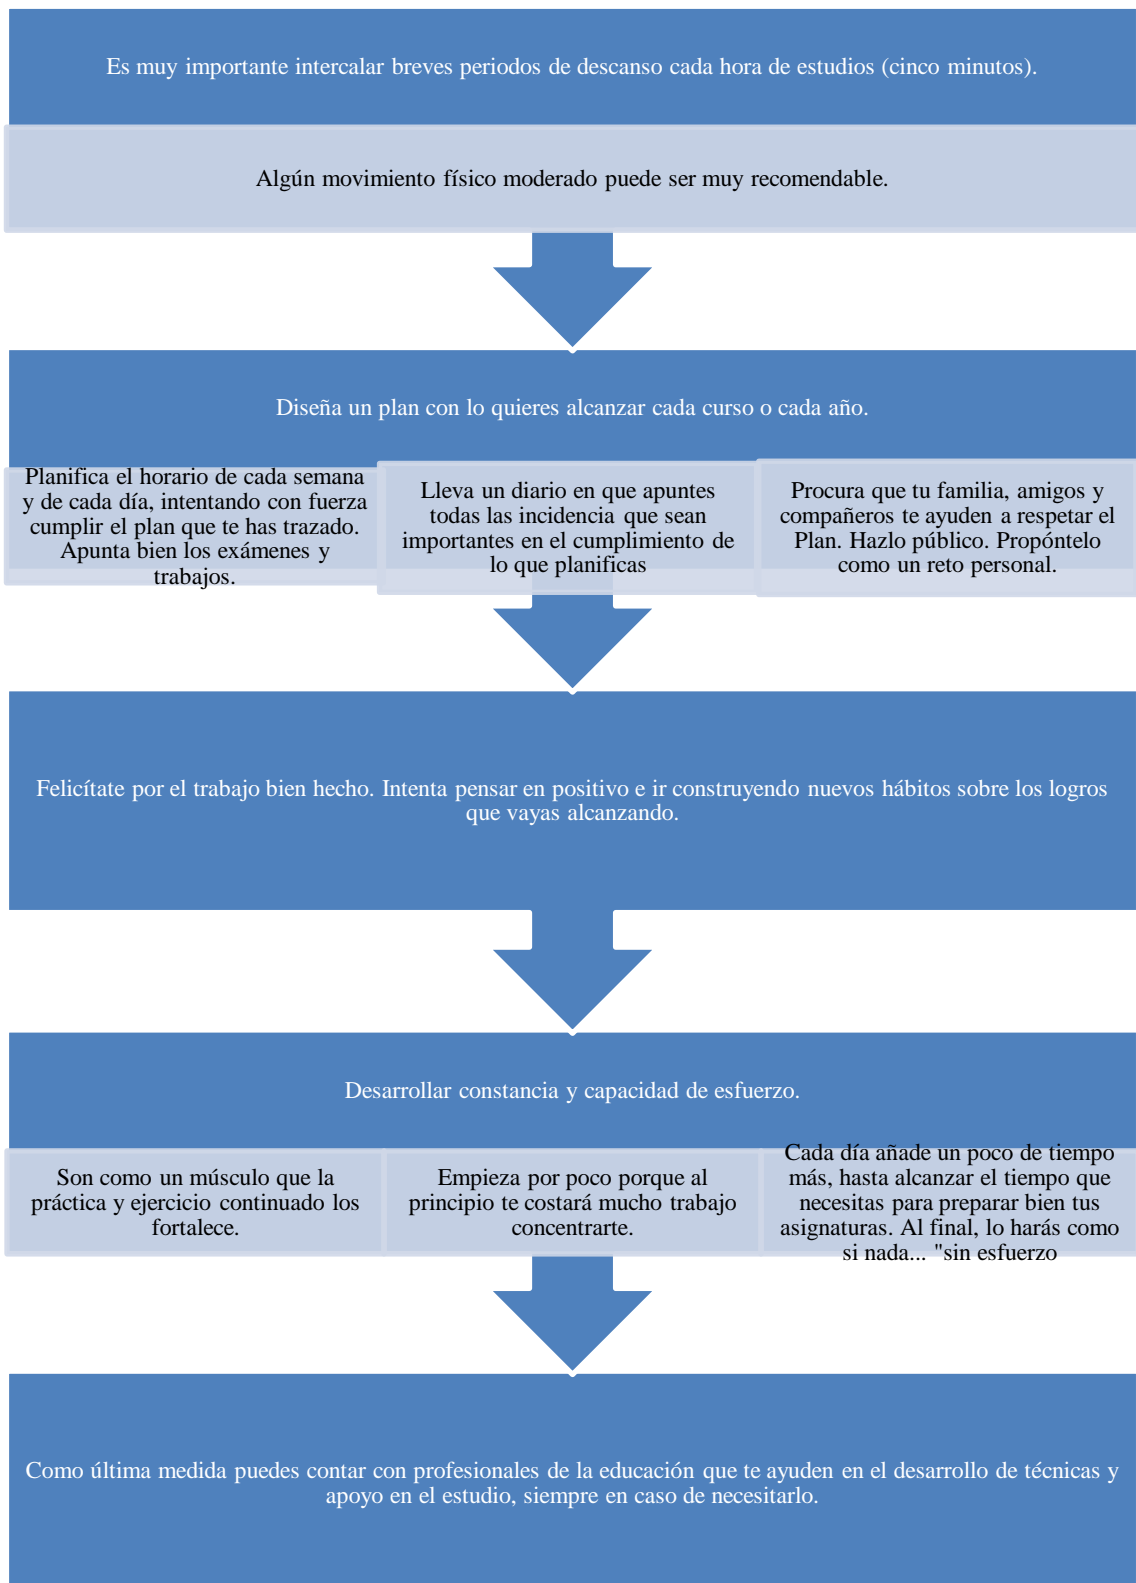 Es muy importante intercalar breves periodos de descanso cada hora de estudios (cinco minutos).
Algún movimiento físico moderado puede ser muy recomendable.
Diseña un plan con lo quieres alcanzar cada curso o cada año.
Planifica el horario de cada semana
y de cada día, intentando con fuerza
cumplir el plan que te has trazado.
Apunta bien los exámenes y
trabajos.
Lleva un diario en que apuntes
todas las incidencia que sean
importantes en el cumplimiento de
lo que planificas
Procura que tu familia, amigos y
compañeros te ayuden a respetar el
Plan. Hazlo público. Propóntelo
como un reto personal.
Felicítate por el trabajo bien hecho. Intenta pensar en positivo e ir construyendo nuevos hábitos sobre los logros
que vayas alcanzando.
Desarrollar constancia y capacidad de esfuerzo.
Son como un músculo que la
práctica y ejercicio continuado los
fortalece.
Empieza por poco porque al
principio te costará mucho trabajo
concentrarte.
Cada día añade un poco de tiempo
más, hasta alcanzar el tiempo que
necesitas para preparar bien tus
asignaturas. Al final, lo harás como
si nada... "sin esfuerzo
Como última medida puedes contar con profesionales de la educación que te ayuden en el desarrollo de técnicas y
apoyo en el estudio, siempre en caso de necesitarlo.